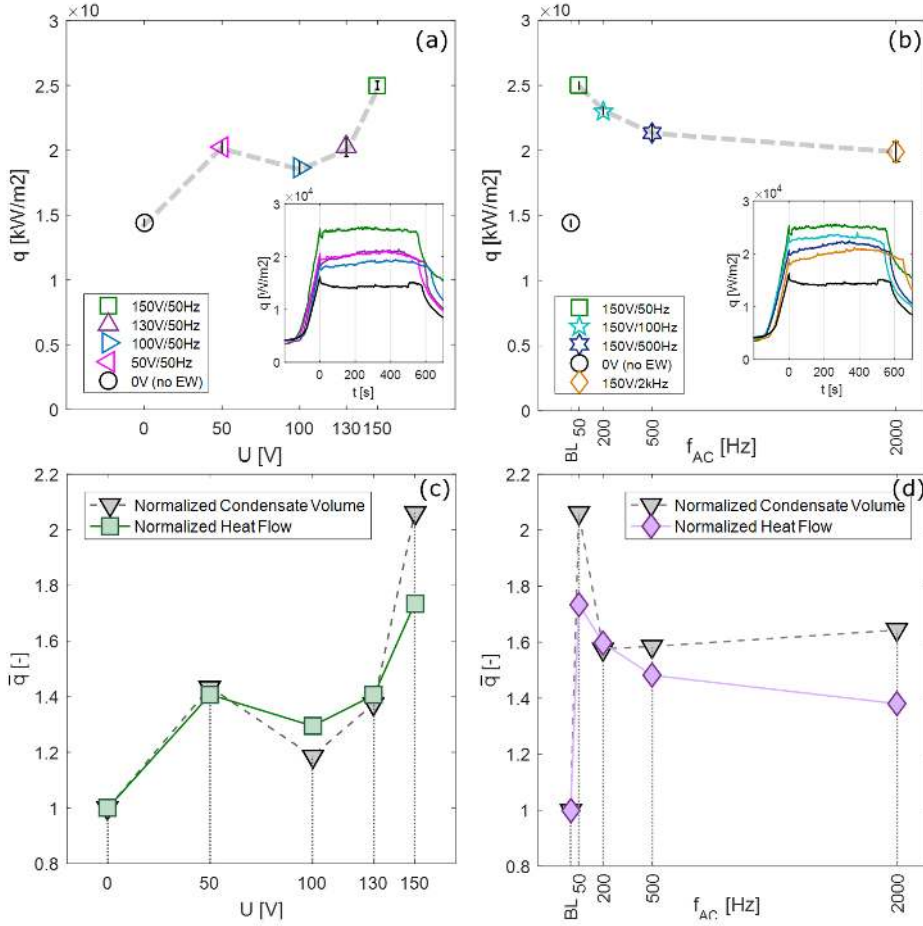 ×10
(a)
3
2.5
2
1.5
1
0.5
0
q [kW/m2]
0
50
100
130
150
U [V]
150V/50Hz
130V/50Hz
100V/50Hz
50V/50Hz
0V (no EW)
×10⁴
3
2
1
0
q [W/m2]
0 200 400 600
t [s]
(b)
3
2.5
2
1.5
1
0.5
0
q [kW/m2]
BL
50
200
500
2000
f_AC [Hz]
150V/50Hz
150V/100Hz
150V/500Hz
0V (no EW)
150V/2kHz
×10⁴
3
2
1
0
q [W/m2]
0 200 400 600
t [s]
(c)
2.2
2
1.8
1.6
1.4
1.2
1
0.8
q̅ [-]
Normalized Condensate Volume
Normalized Heat Flow
0
50
100
130
150
U [V]
(d)
2.2
2
1.8
1.6
1.4
1.2
1
0.8
q̅ [-]
Normalized Condensate Volume
Normalized Heat Flow
BL
50
200
500
2000
f_AC [Hz]